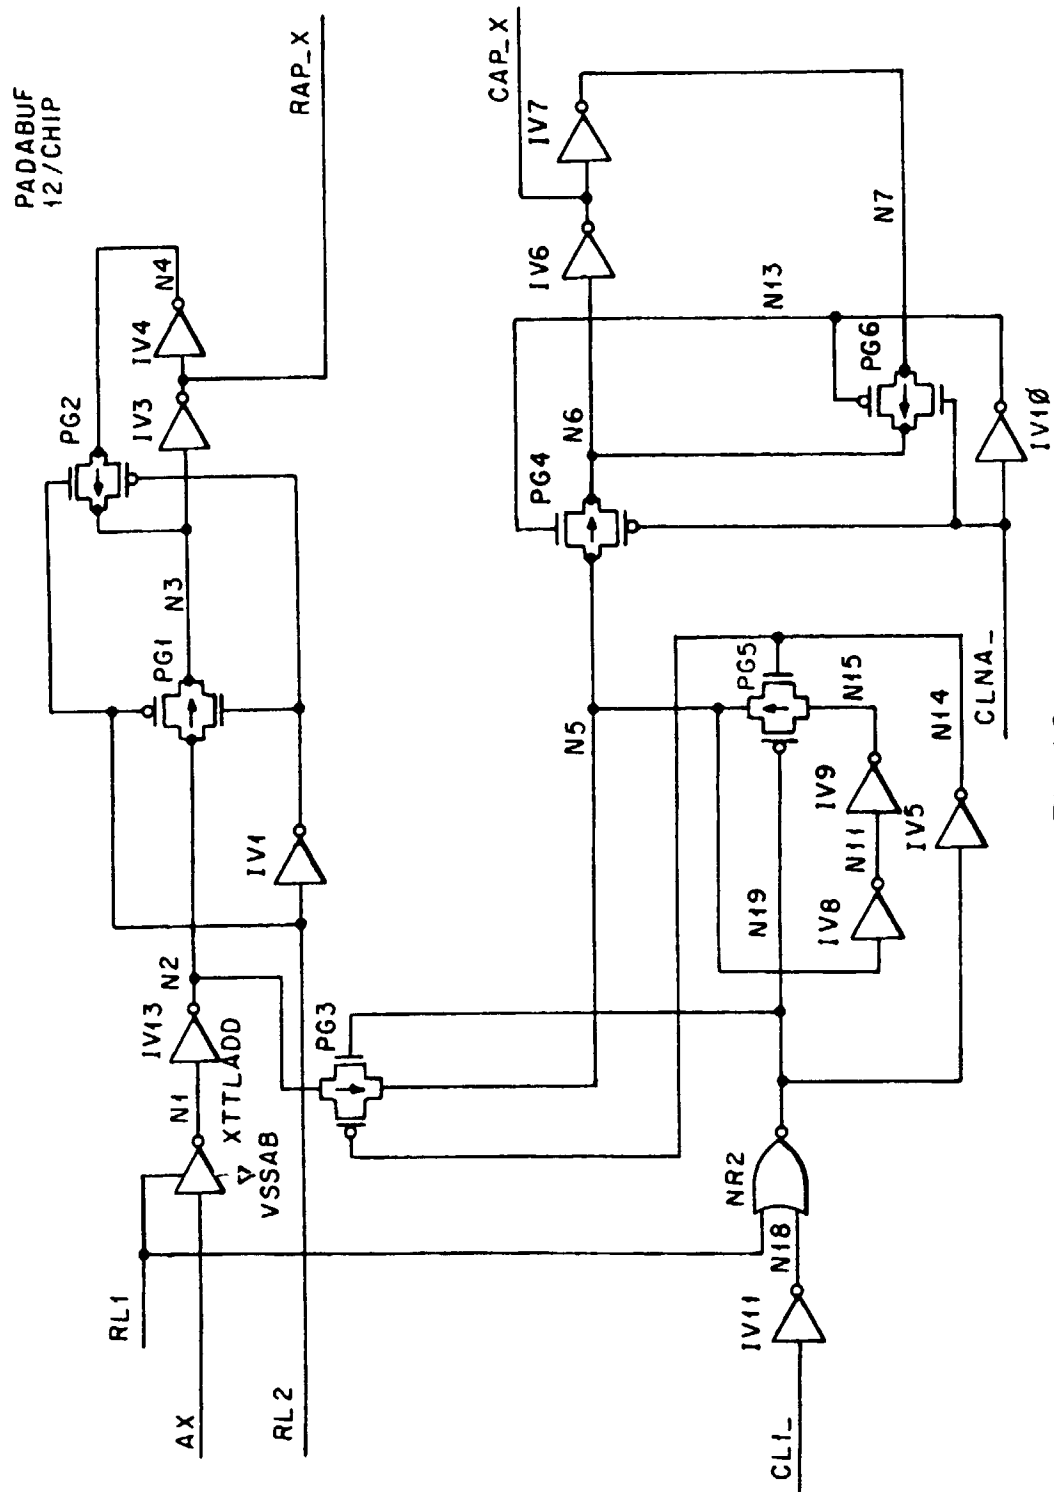 PADABUF
12/CHIP
RL1
AX
RL2
N1
XTTLADD
VSSAB
IV13
N2
IV1
PG1
N3
PG2
IV3
IV4
N4
RAP_X
PG3
N5
PG4
N6
IV6
IV7
CAP_X
N7
N13
PG6
IV10
CLNA_
PG5
N15
N14
IV9
N11
IV8
IV5
N19
NR2
N18
IV11
CL1_